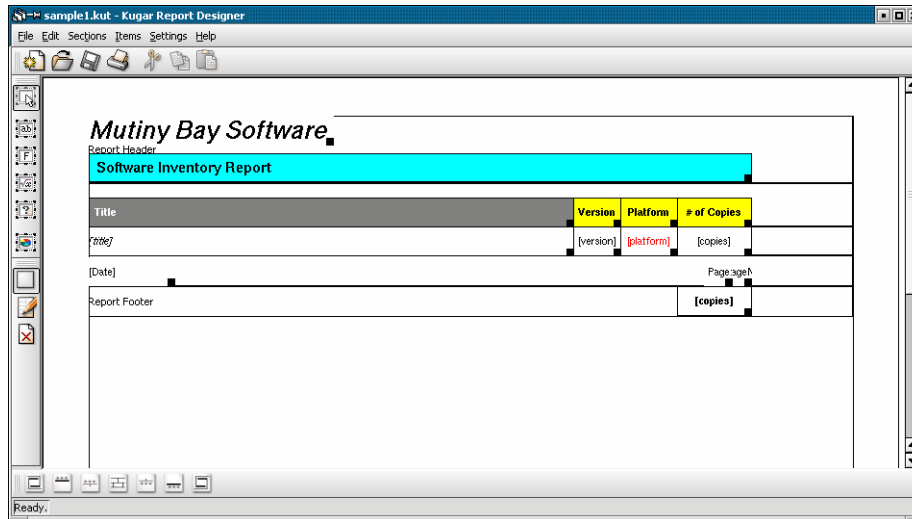 sample1.kut - Kugar Report Designer
File Edit Sections Items Settings Help
Mutiny Bay Software
Report Header
Software Inventory Report
Title Version Platform # of Copies
[title] [version] [platform] [copies]
[Date] Page:
Report Footer [copies]
Ready.